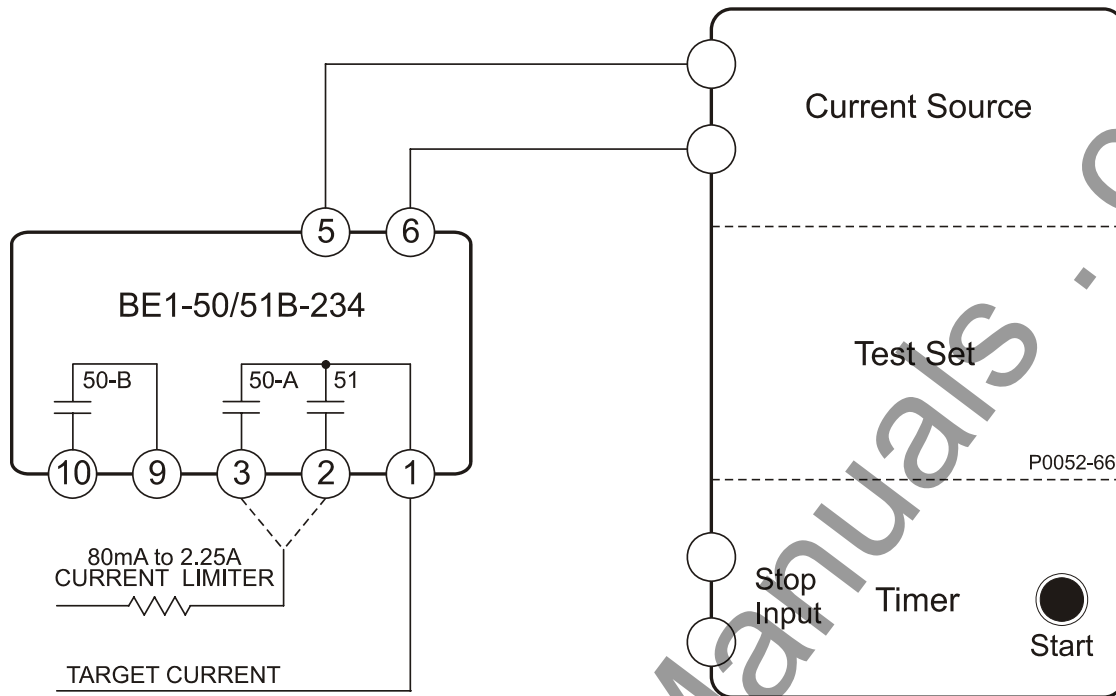 Current Source
5 6
BE1-50/51B-234
Test Set
50-B 50-A 51
P0052-66
10 9 3 2 1
80mA to 2.25A
CURRENT LIMITER
Stop
Input
Timer
Start
TARGET CURRENT
Manuals .